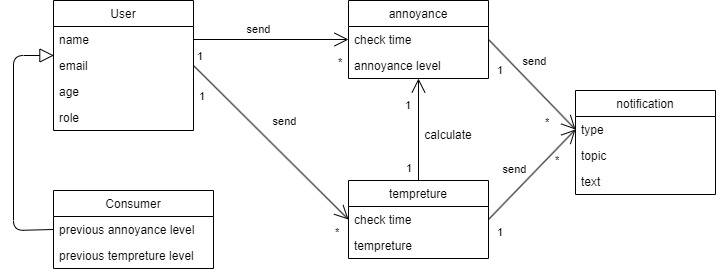 User
name
email
age
role
annoyance
check time
annoyance level
send
1
*
1
send
*
calculate
1
1
tempreture
check time
tempreture
send
1
*
send
1
*
notification
type
topic
text
Consumer
previous annoyance level
previous tempreture level